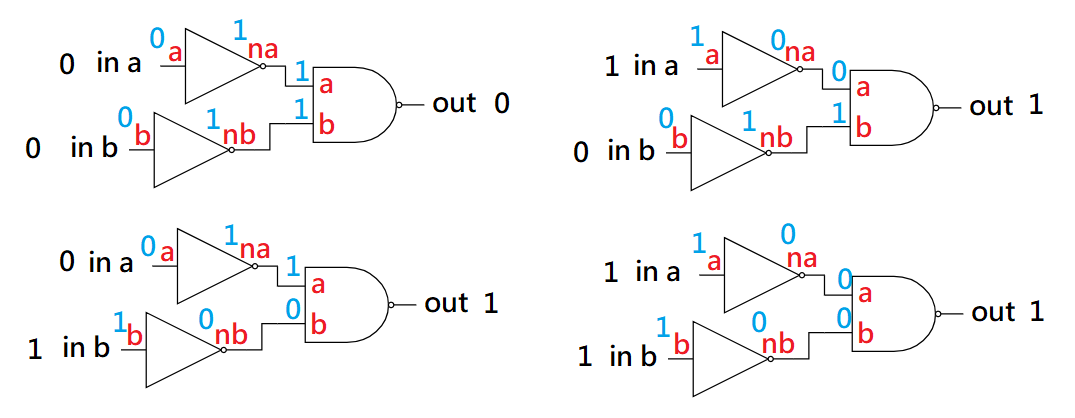 0 1
0 in a a na 1 a
0 1 1 out 0
0 in b b nb b
1 0
1 in a a na 0 a
0 1 1 out 1
0 in b b nb b
0 1
0 in a a na 1 a
1 0 0 out 1
1 in b b nb b
1 0
1 in a a na 0 a
1 0 0 out 1
1 in b b nb b